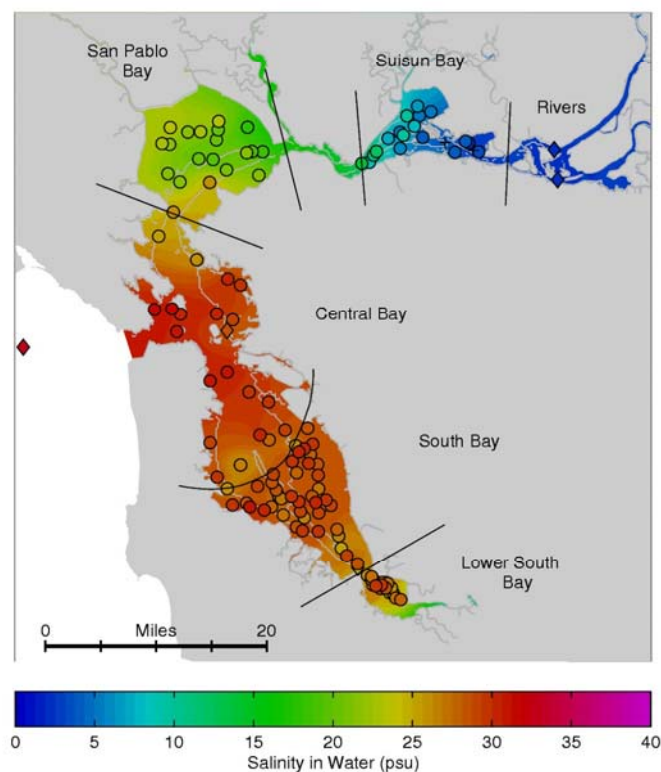 San Pablo
Bay
Suisun Bay
Rivers
Central Bay
South Bay
Lower South
Bay
Miles
0 20
0 5 10 15 20 25 30 35 40
Salinity in Water (psu)